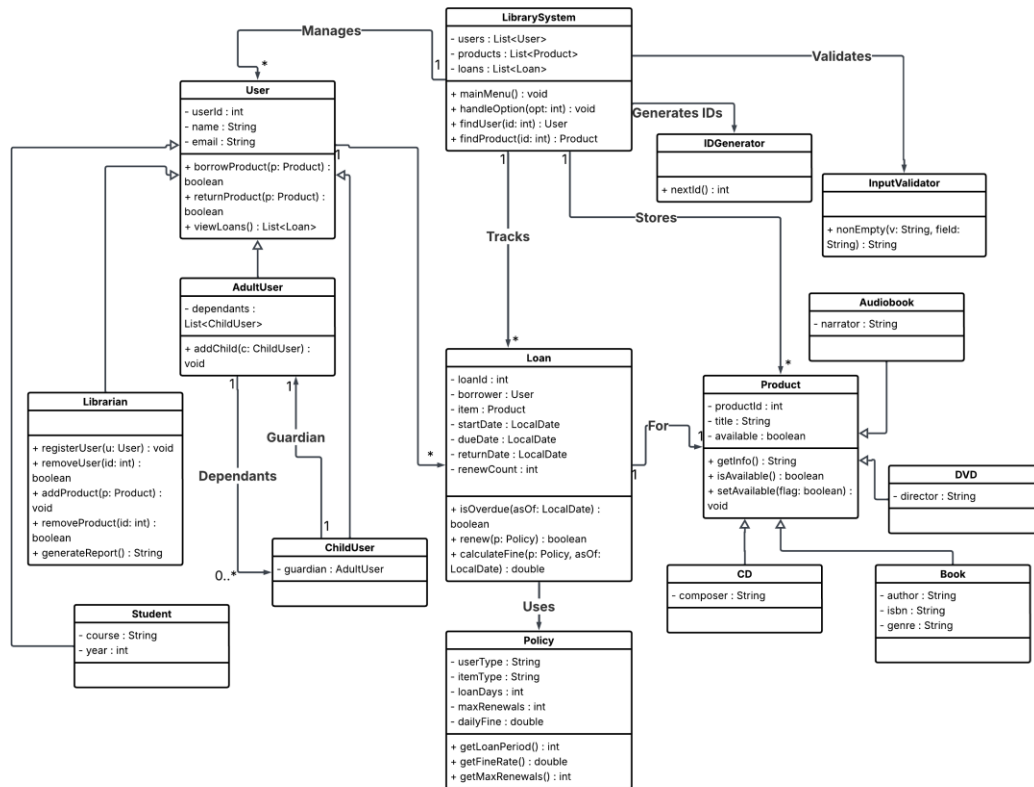 LibrarySystem
- users : List<User>
- products : List<Product>
- loans : List<Loan>
+ mainMenu() : void
+ handleOption(opt: int) : void
+ findUser(id: int) : User
+ findProduct(id: int) : Product
Manages
1
*
Validates
Generates IDs
User
- userId : int
- name : String
- email : String
+ borrowProduct(p: Product) :
boolean
+ returnProduct(p: Product) :
boolean
+ viewLoans() : List<Loan>
1
1
1
IDGenerator
+ nextId() : int
InputValidator
+ nonEmpty(v: String, field:
String) : String
Stores
Tracks
AdultUser
- dependants :
List<ChildUser>
+ addChild(c: ChildUser) :
void
1
1
Audiobook
- narrator : String
*
*
Loan
- loanId : int
- borrower : User
- item : Product
- startDate : LocalDate
- dueDate : LocalDate
- returnDate : LocalDate
- renewCount : int
+ isOverdue(asOf: LocalDate) :
boolean
+ renew(p: Policy) : boolean
+ calculateFine(p: Policy, asOf:
LocalDate) : double
*
1
For
1
Product
- productId : int
- title : String
- available : boolean
+ getInfo() : String
+ isAvailable() : boolean
+ setAvailable(flag: boolean) :
void
Librarian
+ registerUser(u: User) : void
+ removeUser(id: int) :
boolean
+ addProduct(p: Product) :
void
+ removeProduct(id: int) :
boolean
+ generateReport() : String
Guardian
Dependants
1
0..*
DVD
- director : String
ChildUser
- guardian : AdultUser
CD
- composer : String
Book
- author : String
- isbn : String
- genre : String
Uses
Student
- course : String
- year : int
Policy
- userType : String
- itemType : String
- loanDays : int
- maxRenewals : int
- dailyFine : double
+ getLoanPeriod() : int
+ getFineRate() : double
+ getMaxRenewals() : int